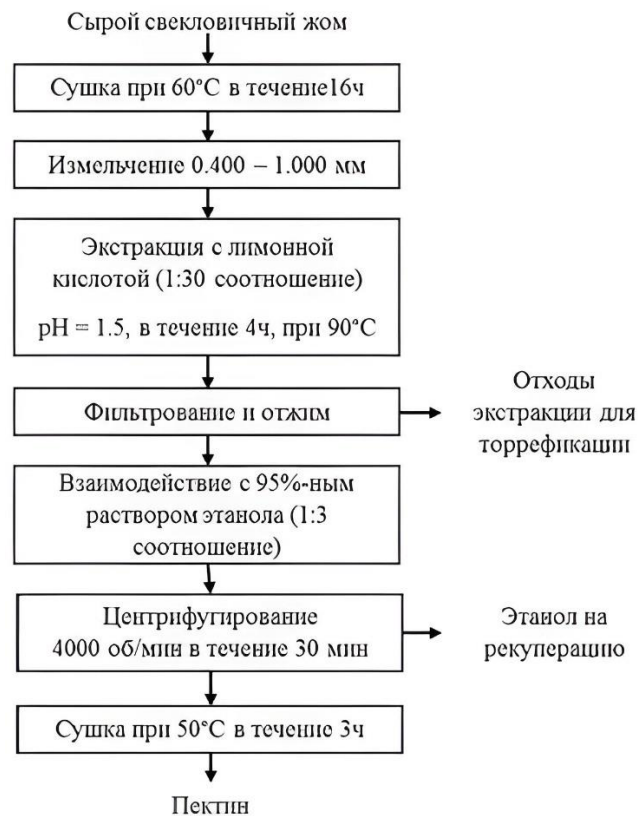 Сырой свекловичный жом
Сушка при 60°С в течение16ч
Измельчение 0.400 – 1.000 мм
Экстракция с лимонной
кислотой (1:30 соотношение)
рН = 1.5, в течение 4ч, при 90°С
Фильтрование и отжим
Отходы
экстракции для
торрефикации
Взаимодействие с 95%-ным
раствором этанола (1:3
соотношение)
Центрифугирование
4000 об/мин в течение 30 мин
Этанол на
рекуперацию
Сушка при 50°С в течение 3ч
Пектин